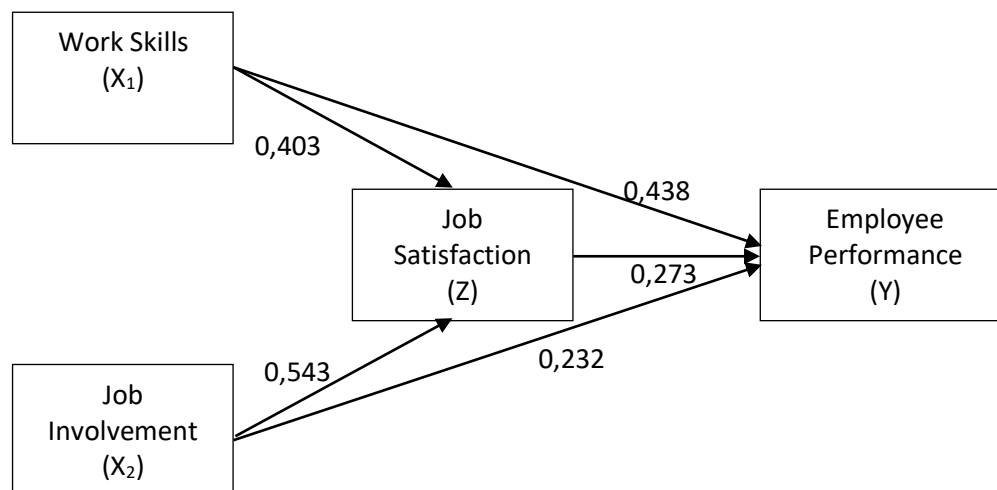 Work Skills
(X₁)
0,403
0,438
Job
Satisfaction
(Z)
Employee
Performance
(Y)
0,273
0,232
0,543
Job
Involvement
(X₂)